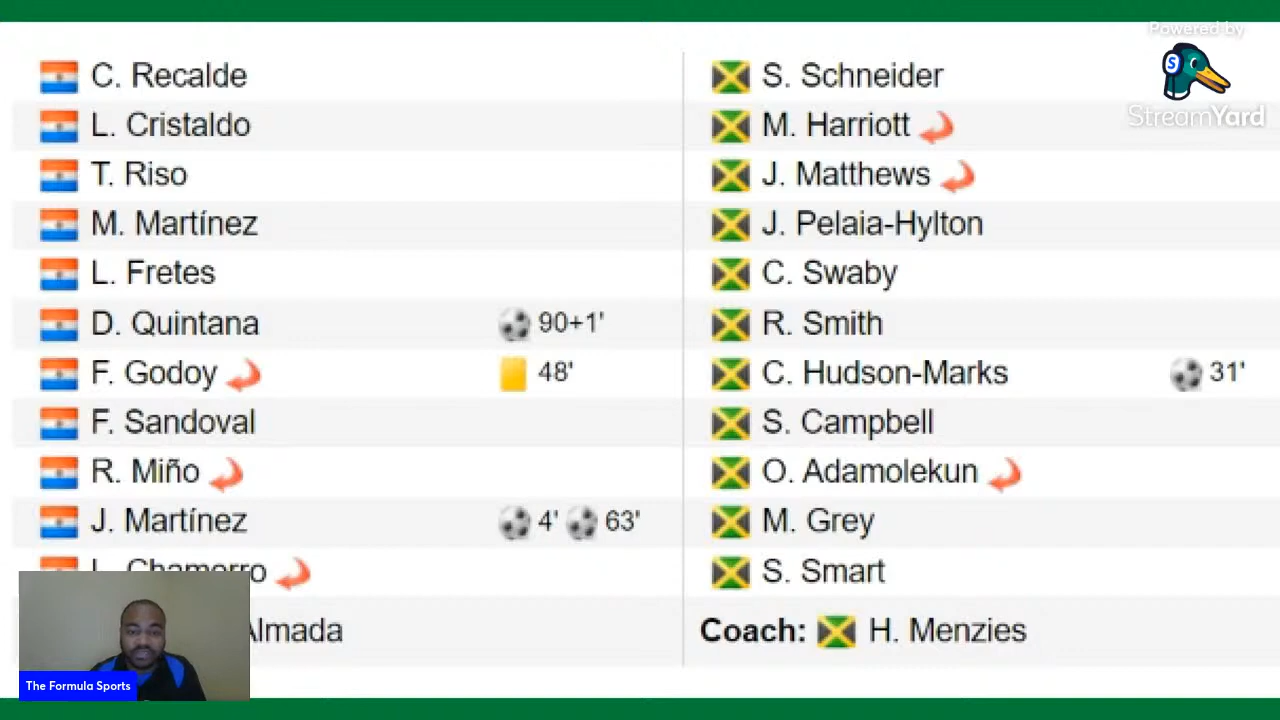 Powered by
StreamYard
C. Recalde
L. Cristaldo
T. Riso
M. Martínez
L. Fretes
D. Quintana 90+1'
F. Godoy 48'
F. Sandoval
R. Miño
J. Martínez 4' 63'
L. Chamorro
Almada
S. Schneider
M. Harriott
J. Matthews
J. Pelaia-Hylton
C. Swaby
R. Smith
C. Hudson-Marks 31'
S. Campbell
O. Adamolekun
M. Grey
S. Smart
Coach: H. Menzies
The Formula Sports